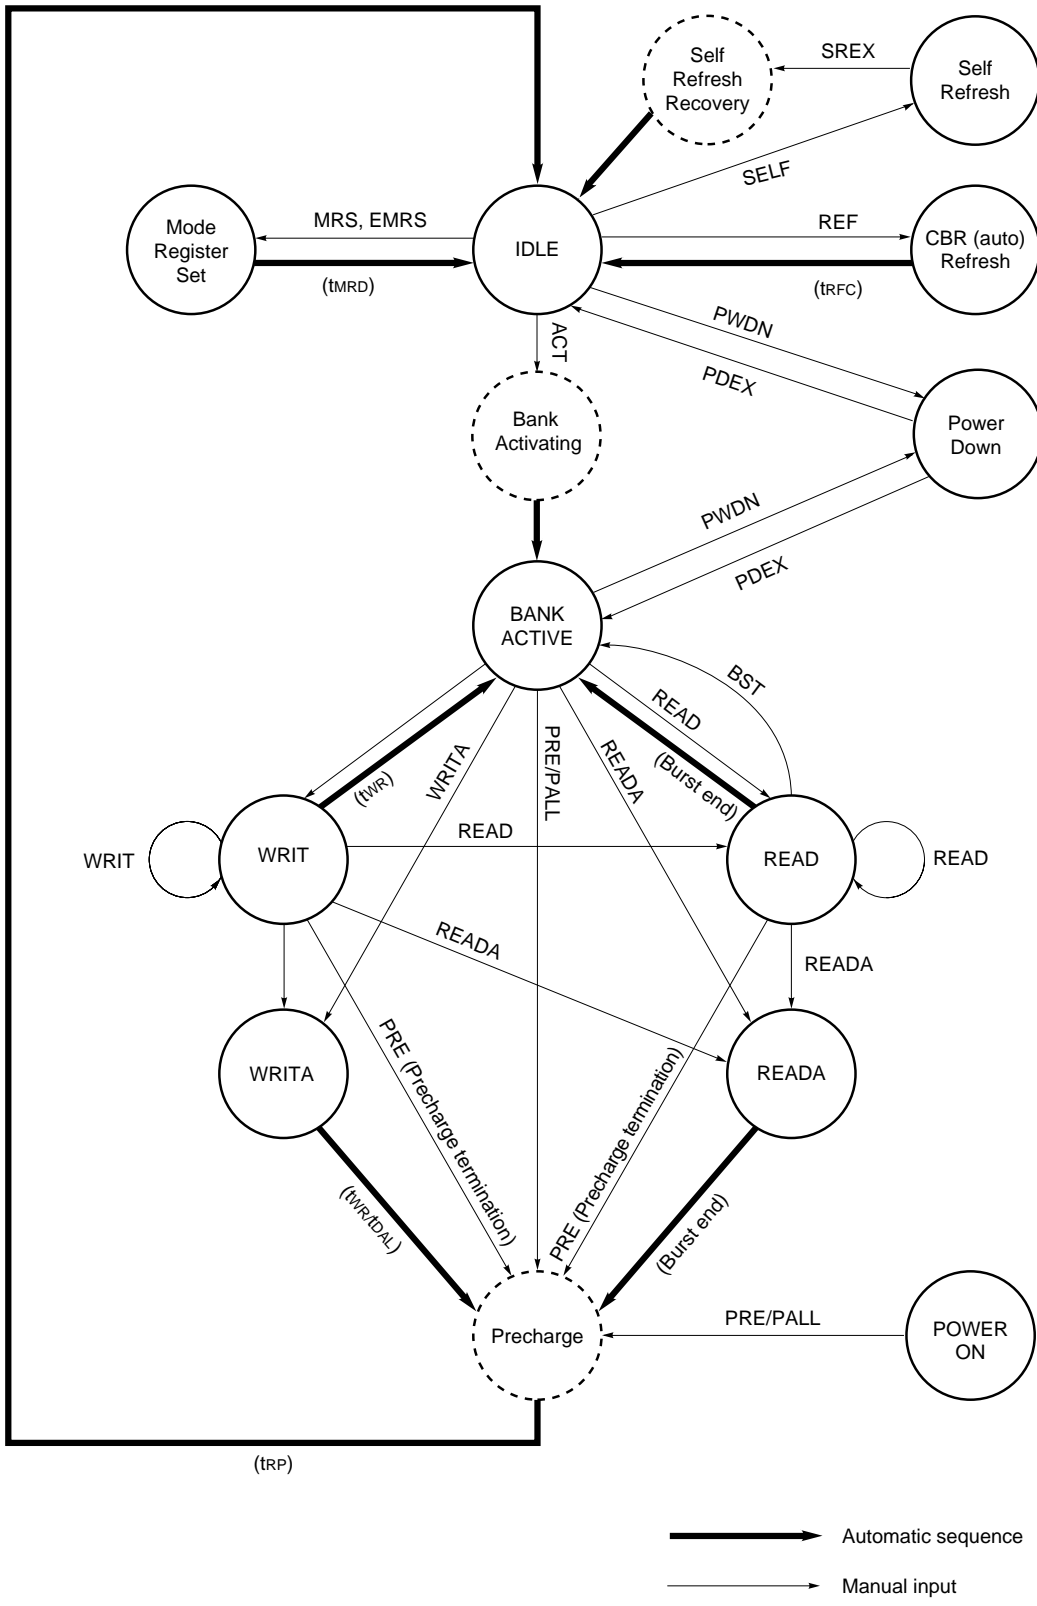 Self
Refresh
Recovery
SREX
Self
Refresh
SELF
Mode
Register
Set
MRS, EMRS
(tMRD)
IDLE
REF
(tRFC)
CBR (auto)
Refresh
ACT
PWDN
PDEX
Bank
Activating
Power
Down
PWDN
PDEX
BANK
ACTIVE
BST
READ
(Burst end)
(tWR)
WRITA
PRE/PALL
READA
WRIT
WRIT
READ
READ
READ
READA
READA
WRITA
READA
PRE (Precharge termination)
PRE (Precharge termination)
(tWR/tDAL)
(Burst end)
Precharge
PRE/PALL
POWER
ON
(tRP)
Automatic sequence
Manual input